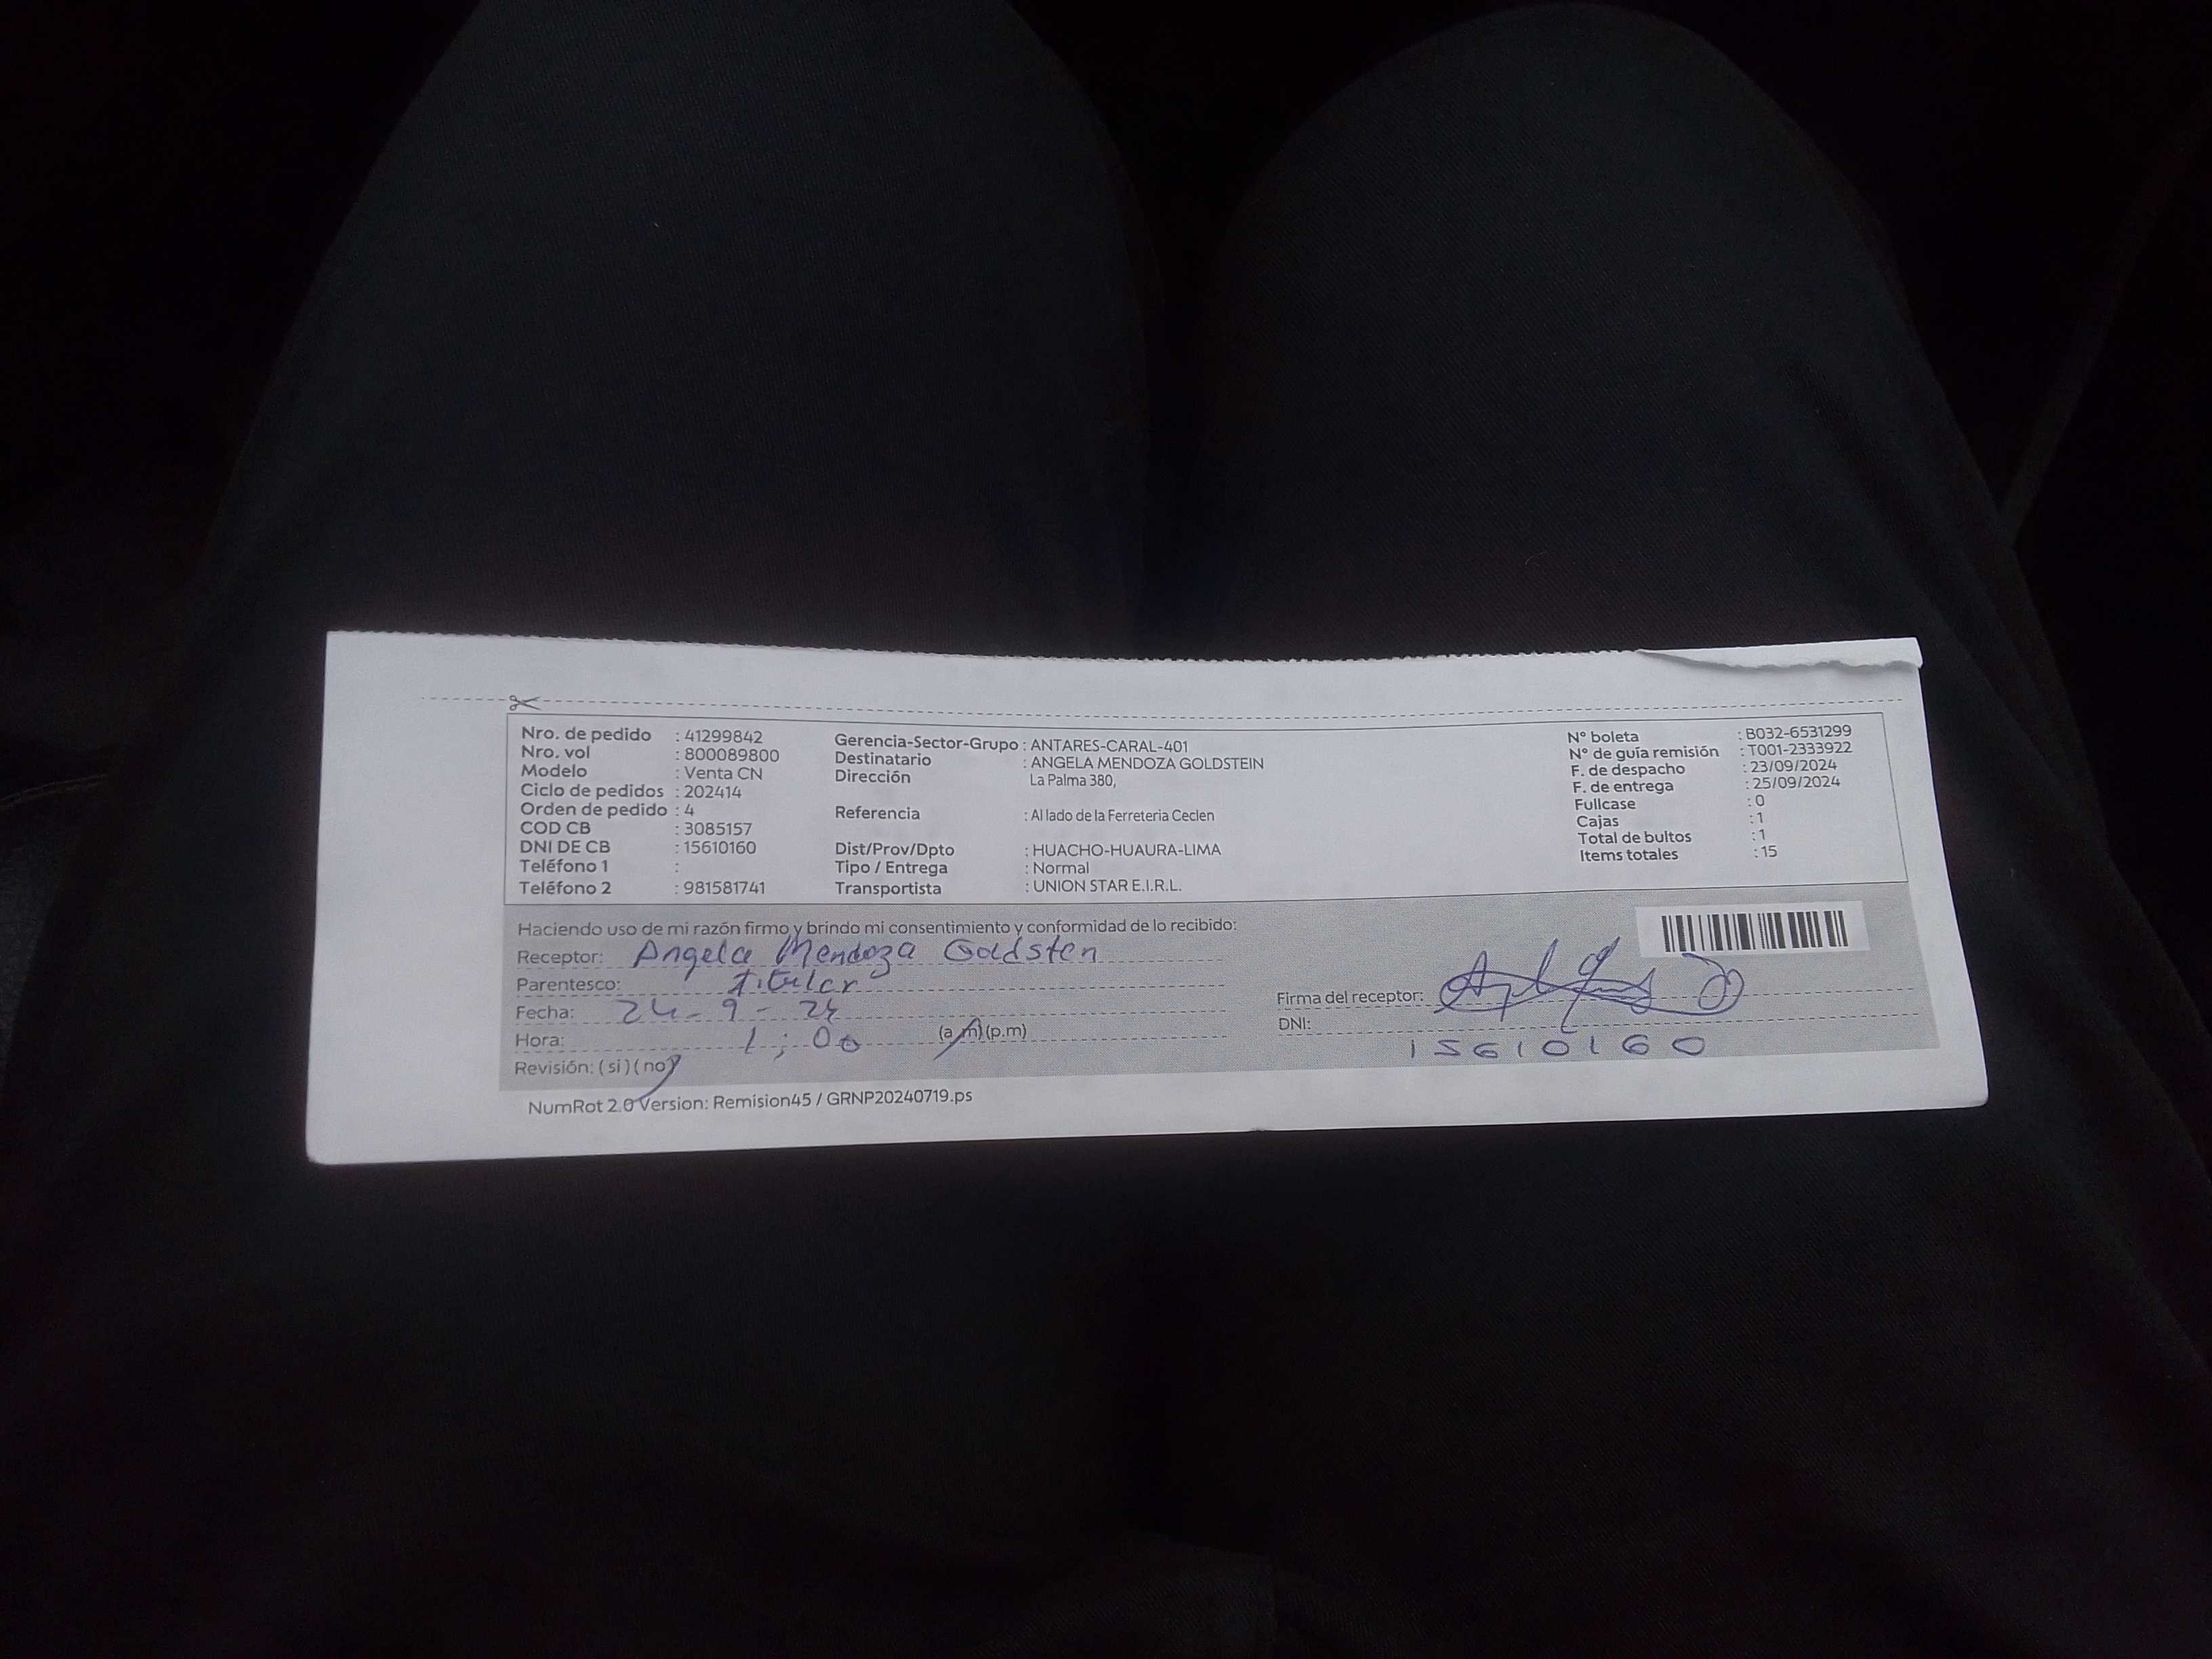 Nro. de pedido : 41299842
Nro. vol : 800089800
Modelo : Venta CN
Ciclo de pedidos : 202414
Orden de pedido : 4
COD CB : 3085157
DNI DE CB : 15610160
Teléfono 1 :
Teléfono 2 : 981581741
Gerencia-Sector-Grupo : ANTARES-CARAL-401
Destinatario : ANGELA MENDOZA GOLDSTEIN
Dirección La Palma 380,
Referencia : Al lado de la Ferreteria Ceclen
Dist/Prov/Dpto : HUACHO-HUAURA-LIMA
Tipo / Entrega : Normal
Transportista : UNION STAR E.I.R.L.
N° boleta : B032-6531299
N° de guía remisión : T001-2333922
F. de despacho : 23/09/2024
F. de entrega : 25/09/2024
Fullcase : 0
Cajas : 1
Total de bultos : 1
Items totales : 15
Haciendo uso de mi razón firmo y brindo mi consentimiento y conformidad de lo recibido:
Receptor: Angela Mendoza Goldsten
Parentesco: titular
Fecha: 24-9-24
Hora: 1:00 (a.m)(p.m)
Revisión: (si)(no)
Firma del receptor:
DNI: 15610160
NumRot 2.0 Version: Remision45 / GRNP20240719.ps